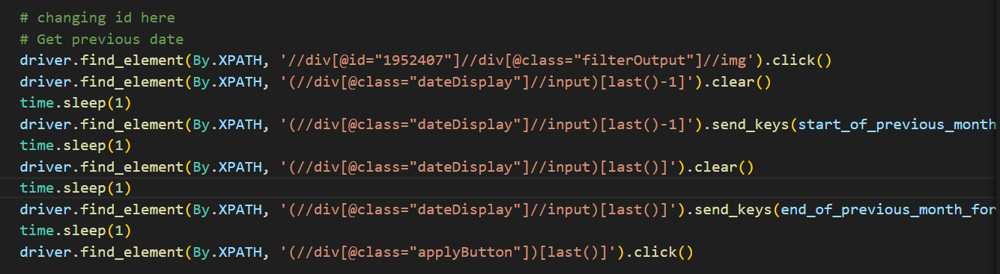 # changing id here
# Get previous date
driver.find_element(By.XPATH, '//div[@id="1952407"]//div[@class="filterOutput"]//img').click()
driver.find_element(By.XPATH, '(//div[@class="dateDisplay"]//input)[last()-1]').clear()
time.sleep(1)
driver.find_element(By.XPATH, '(//div[@class="dateDisplay"]//input)[last()-1]').send_keys(start_of_previous_month
time.sleep(1)
driver.find_element(By.XPATH, '(//div[@class="dateDisplay"]//input)[last()]').clear()
time.sleep(1)
driver.find_element(By.XPATH, '(//div[@class="dateDisplay"]//input)[last()]').send_keys(end_of_previous_month_for
time.sleep(1)
driver.find_element(By.XPATH, '(//div[@class="applyButton"])[last()]').click()